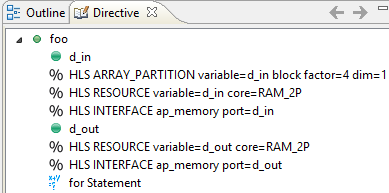 Outline Directive
foo
d_in
% HLS ARRAY_PARTITION variable=d_in block factor=4 dim=1
% HLS RESOURCE variable=d_in core=RAM_2P
% HLS INTERFACE ap_memory port=d_in
d_out
% HLS RESOURCE variable=d_out core=RAM_2P
% HLS INTERFACE ap_memory port=d_out
for Statement